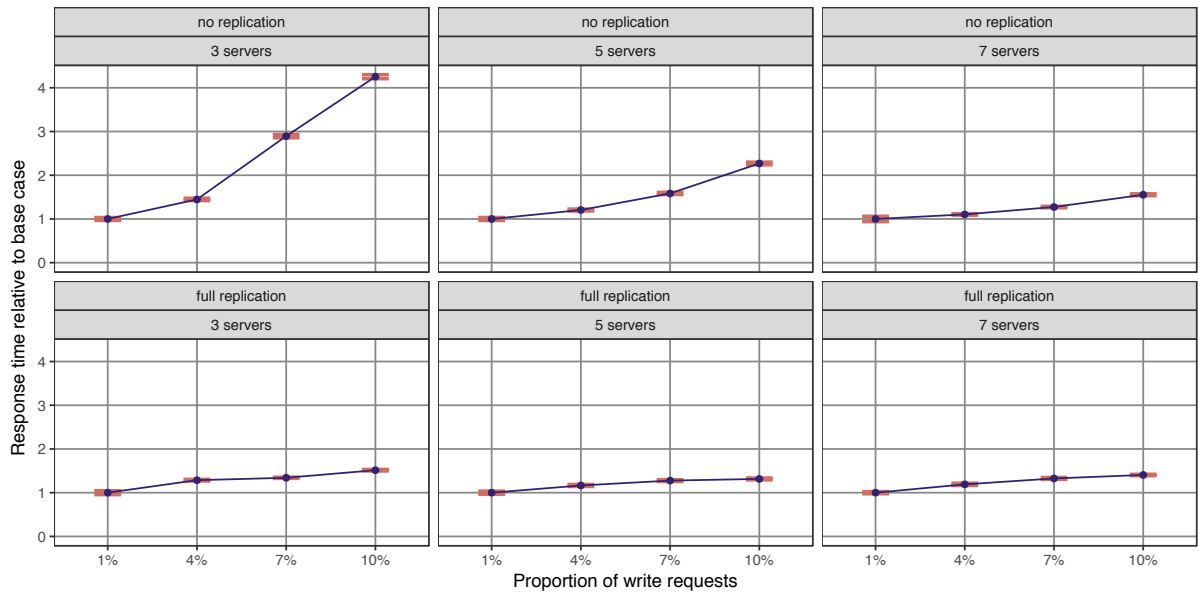 no replication
no replication
no replication
3 servers
5 servers
7 servers
4
3
2
1
0
full replication
full replication
full replication
3 servers
5 servers
7 servers
4
3
2
1
0
1%
4%
7%
10%
1%
4%
7%
10%
1%
4%
7%
10%
Response time relative to base case
Proportion of write requests